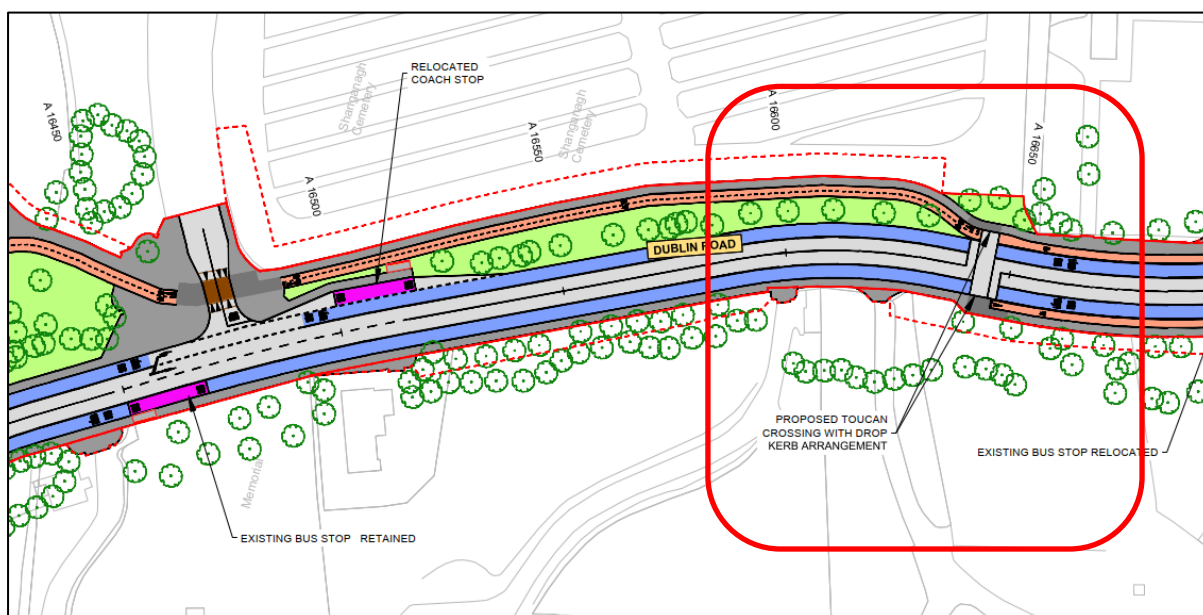 RELOCATED
COACH STOP
A 16450
Shanganagh
Cemetery
A 16500
A 16550
Shanganagh
Cemetery
A 16600
A 16650
DUBLIN ROAD
PROPOSED TOUCAN
CROSSING WITH DROP
KERB ARRANGEMENT
EXISTING BUS STOP RELOCATED
Memorial
EXISTING BUS STOP RETAINED